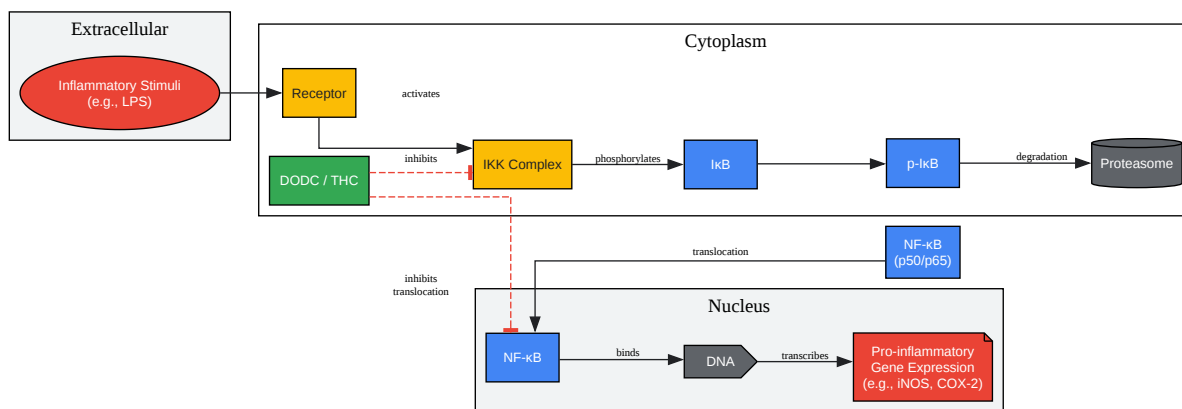 Extracellular
Cytoplasm
Inflammatory Stimuli
(e.g., LPS)
Receptor
activates
inhibits
DODC / THC
IKK Complex
phosphorylates
IκB
p-IκB
degradation
Proteasome
NF-κB
(p50/p65)
translocation
inhibits
translocation
Nucleus
NF-κB
binds
DNA
transcribes
Pro-inflammatory
Gene Expression
(e.g., iNOS, COX-2)